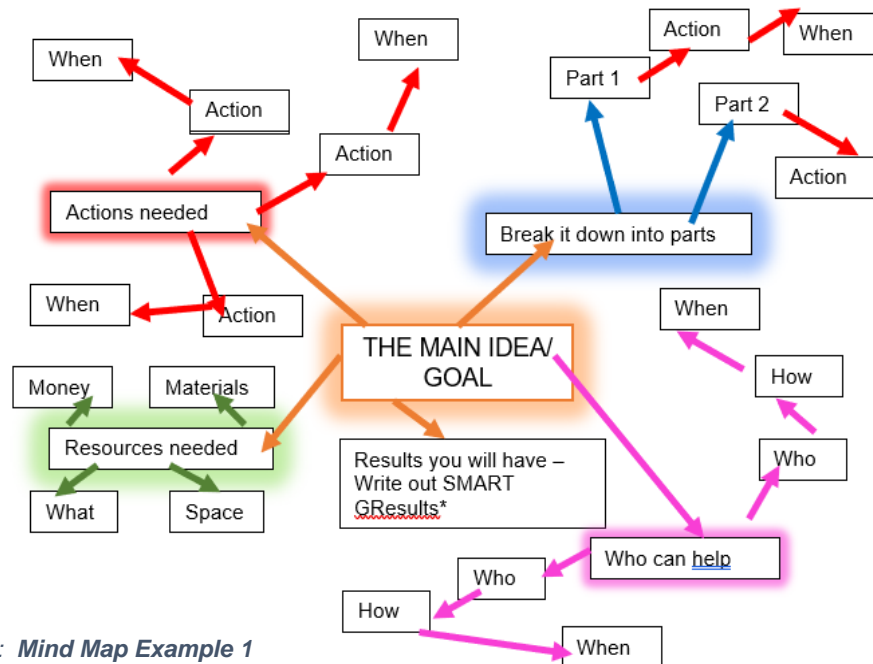 When
Action
When
Action
Actions needed
When
Action
Part 1
Action
When
Part 2
Action
Break it down into parts
THE MAIN IDEA/
GOAL
Money
Materials
Resources needed
What
Space
Results you will have –
Write out SMART
GResults*
When
How
Who
Who can help
Who
How
When
: Mind Map Example 1